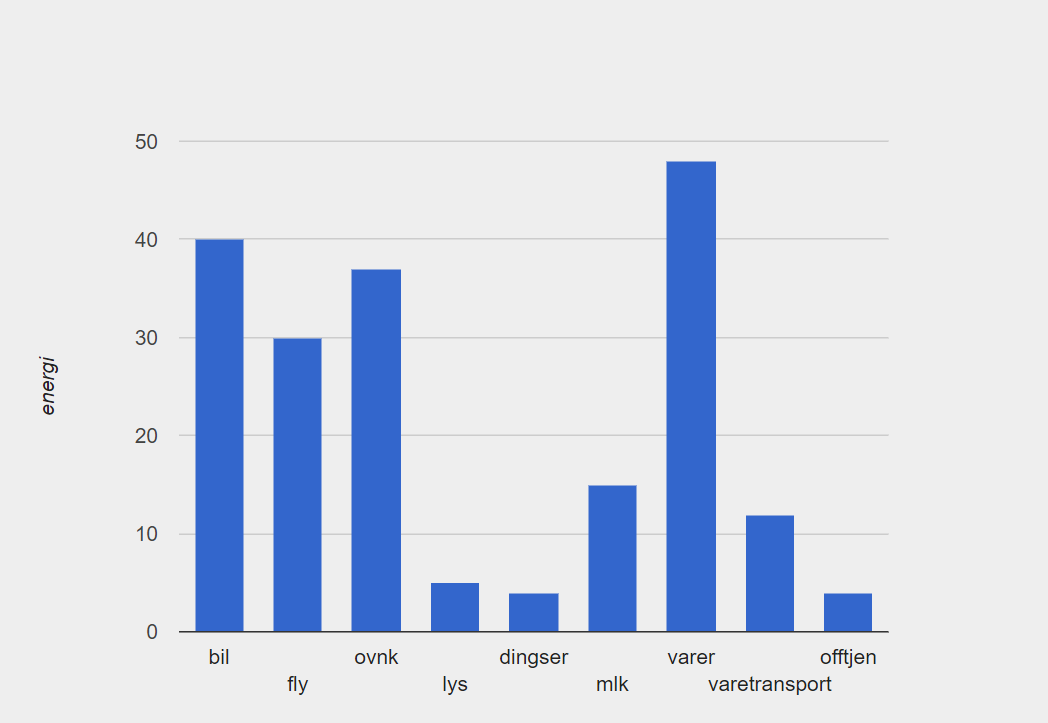 50
40
30
20
10
0
energi
bil
fly
ovnk
lys
dingser
mlk
varer
varetransport
offtjen